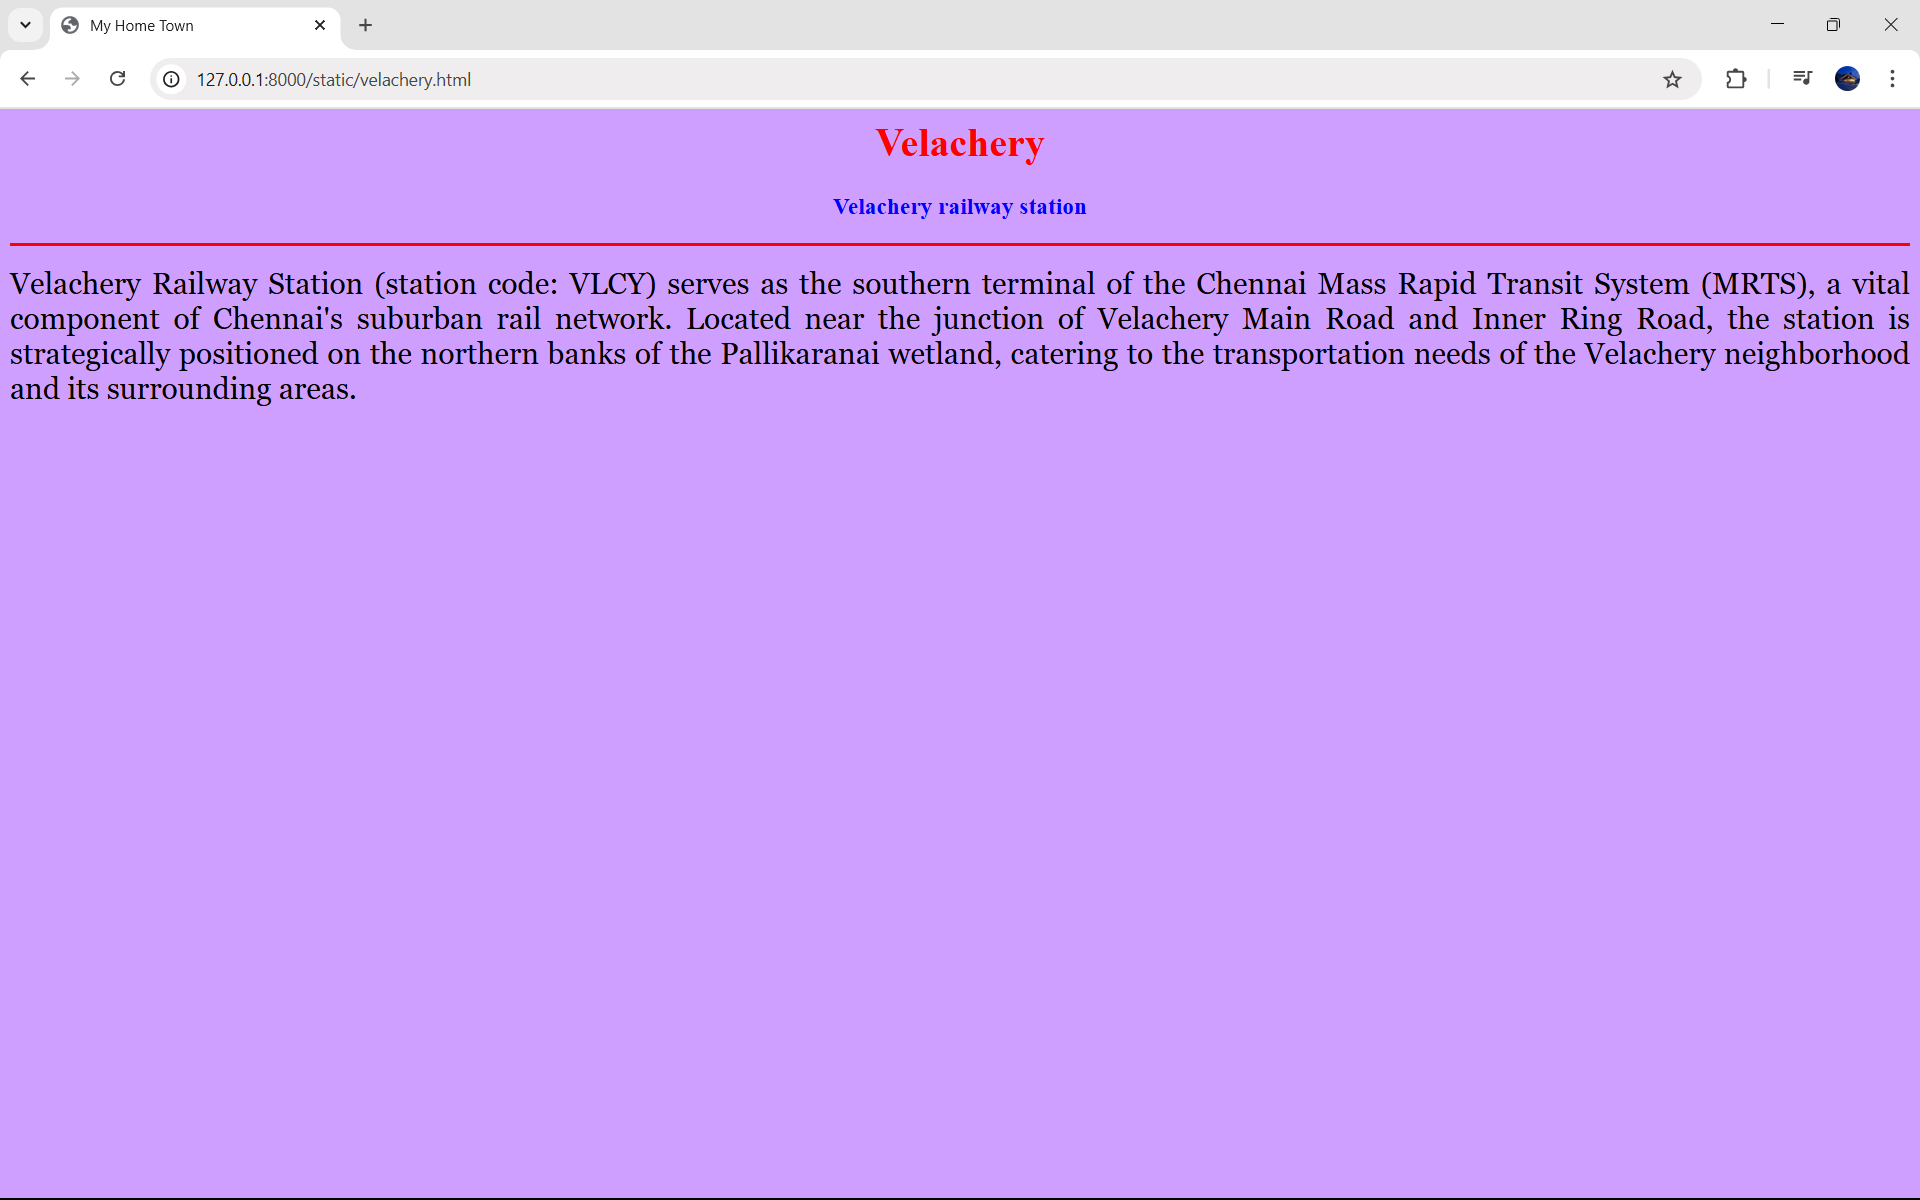 My Home Town
127.0.0.1:8000/static/velachery.html
Velachery
Velachery railway station
Velachery Railway Station (station code: VLCY) serves as the southern terminal of the Chennai Mass Rapid Transit System (MRTS), a vital
component of Chennai's suburban rail network. Located near the junction of Velachery Main Road and Inner Ring Road, the station is
strategically positioned on the northern banks of the Pallikaranai wetland, catering to the transportation needs of the Velachery neighborhood
and its surrounding areas.